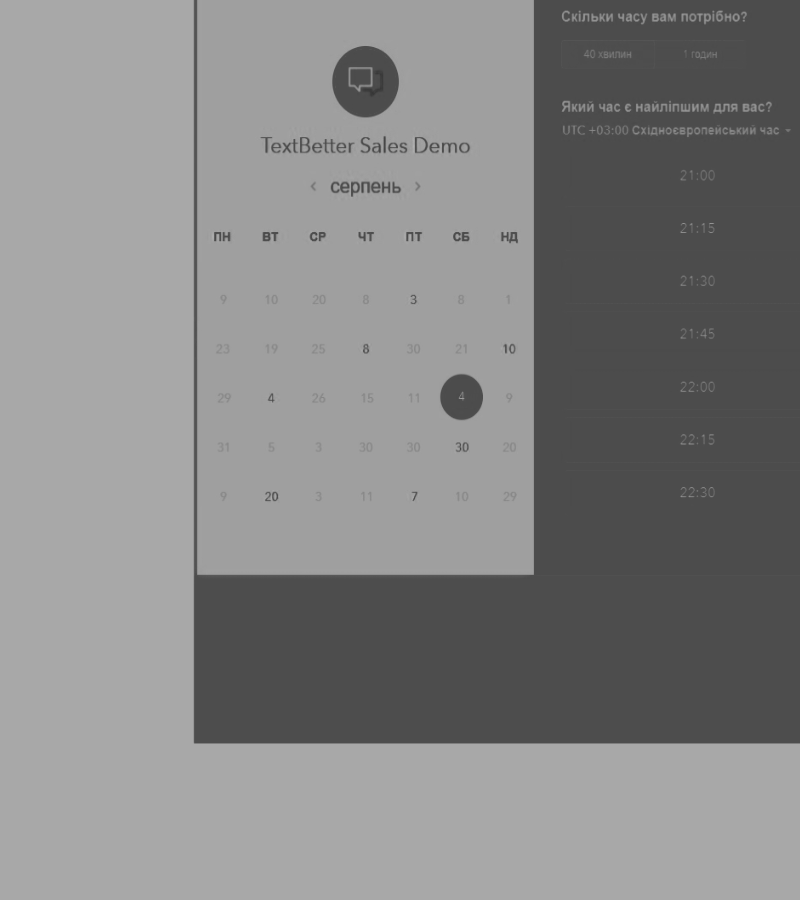 TextBetter Sales Demo
‹ серпень ›
ПН ВТ СР ЧТ ПТ СБ НД
9 10 20 8 3 8 1
23 19 25 8 30 21 10
29 4 26 15 11 4 9
31 5 3 30 30 30 20
9 20 3 11 7 10 29
Скільки часу вам потрібно?
40 хвилин 1 годин
Який час є найліпшим для вас?
UTC +03:00 Східноєвропейський час
21:00
21:15
21:30
21:45
22:00
22:15
22:30